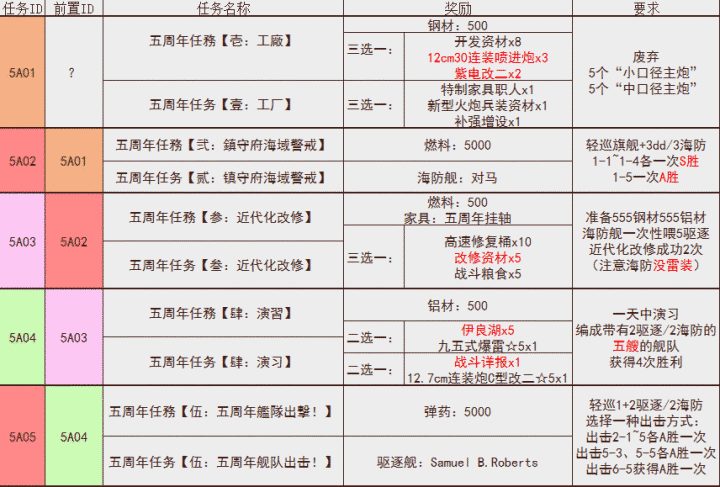 任务ID 前置ID 任务名称 奖励 要求
5A01 ?
五周年任務【壱：工廠】
五周年任务【壹：工厂】
钢材：500
三选一：
开发资材x8
12cm30连装喷进炮x3
紫电改二x2
三选一：
特制家具职人x1
新型火炮兵装资材x1
补强增设x1
废弃
5个“小口径主炮”
5个“中口径主炮”
5A02 5A01
五周年任務【弐：鎮守府海域警戒】
五周年任务【贰：镇守府海域警戒】
燃料：5000
海防舰：对马
轻巡旗舰+3dd/3海防
1-1~1-4各一次S胜
1-5一次A胜
5A03 5A02
五周年任務【参：近代化改修】
五周年任务【叁：近代化改修】
燃料：500
家具：五周年挂轴
三选一：
高速修复桶x10
改修资材x5
战斗粮食x5
准备555钢材555铝材
海防舰一次性喂5驱逐
近代化改修成功2次
（注意海防没雷装）
5A04 5A03
五周年任務【肆：演習】
五周年任务【肆：演习】
铝材：500
二选一：
伊良湖x5
九五式爆雷☆5x1
二选一：
战斗详报x1
12.7cm连装炮C型改二☆5x1
一天中演习
编成带有2驱逐/2海防的
五艘的舰队
获得4次胜利
5A05 5A04
五周年任務【伍：五周年艦隊出撃！】
五周年任务【伍：五周年舰队出击！】
弹药：5000
驱逐舰：Samuel B.Roberts
轻巡1+2驱逐/2海防
选择一种出击方式：
出击2-1~5各A胜一次
出击5-3、5-5各A胜一次
出击6-5获得A胜一次